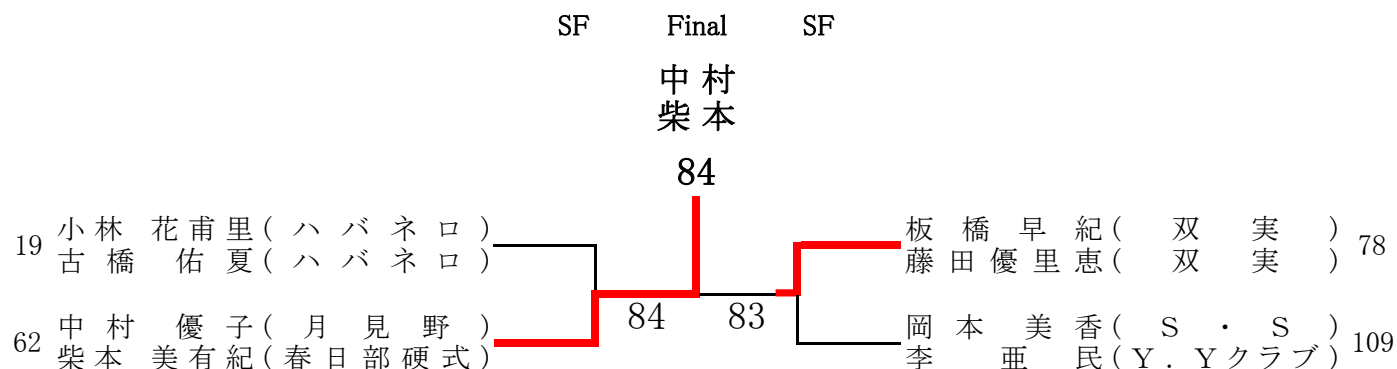 SF Final SF
中村
柴本
84
19 小林 花甫里(ハバネロ)
古橋 佑夏(ハバネロ)
板橋早紀( 双 実 ) 78
藤田優里恵( 双 実 )
84 83
62 中村 優子( 月見野 )
柴本 美有紀(春日部硬式)
岡本 美香( Ｓ・Ｓ ) 109
李 亜民(Ｙ．Ｙクラブ)